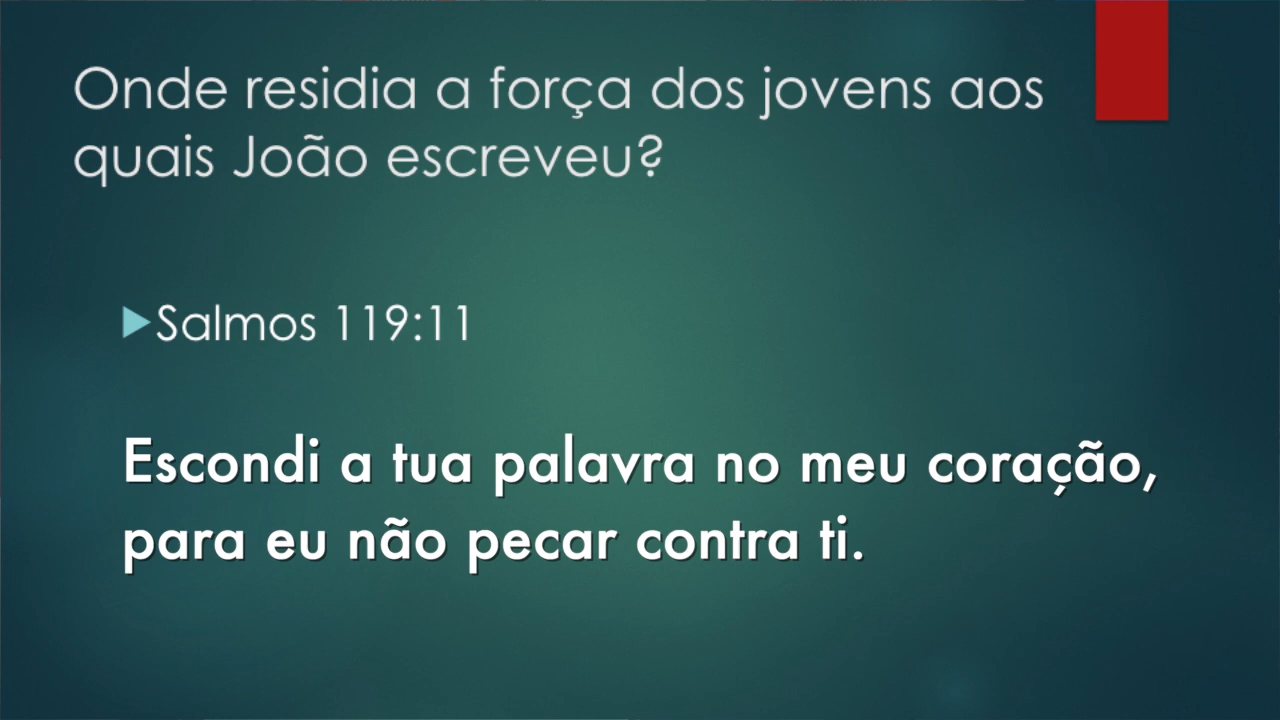 Onde residia a força dos jovens aos
quais João escreveu?
Salmos 119:11
Escondi a tua palavra no meu coração,
para eu não pecar contra ti.